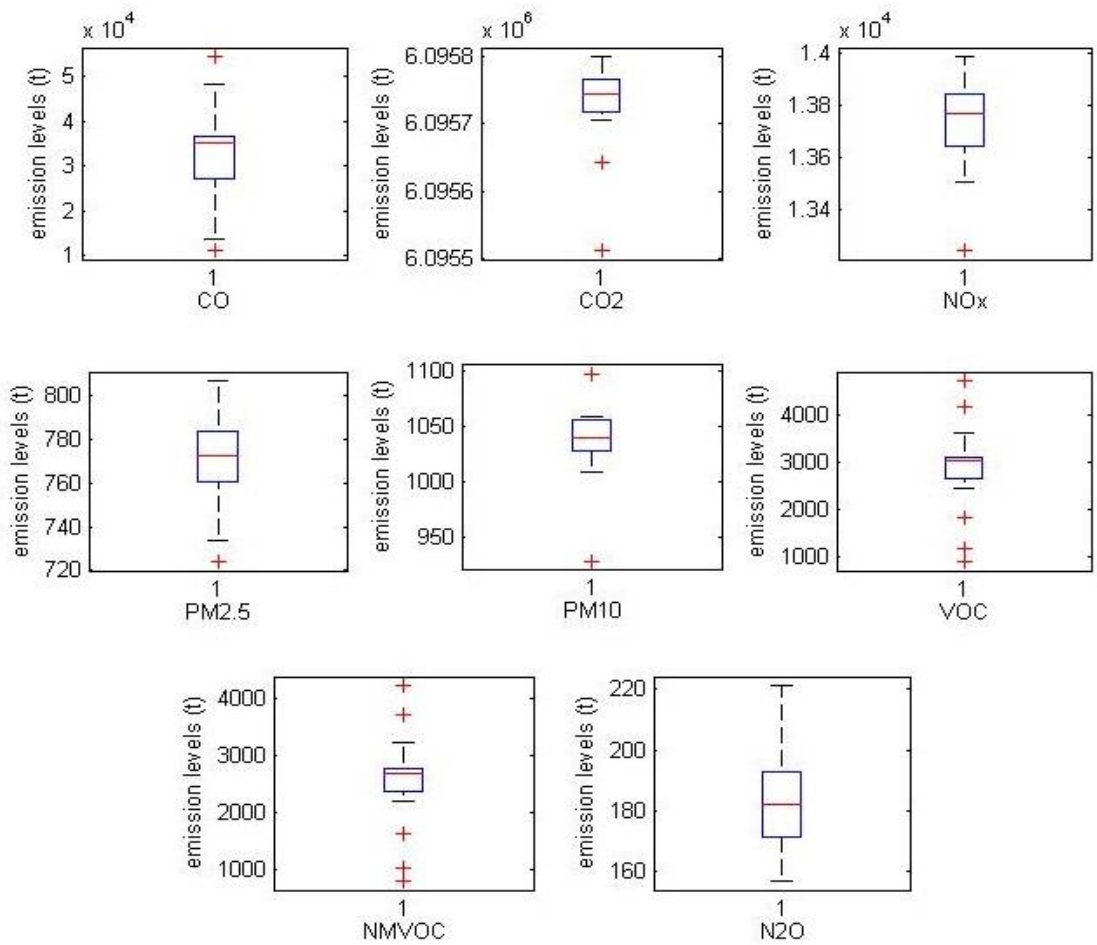 x 10^4
emission levels (t)
5
4
3
2
1
1
CO
x 10^6
emission levels (t)
6.0958
6.0957
6.0956
6.0955
1
CO2
x 10^4
emission levels (t)
1.4
1.38
1.36
1.34
1
NOx
emission levels (t)
800
780
760
740
720
1
PM2.5
emission levels (t)
1100
1050
1000
950
1
PM10
emission levels (t)
4000
3000
2000
1000
1
VOC
emission levels (t)
4000
3000
2000
1000
1
NMVOC
emission levels (t)
220
200
180
160
1
N2O